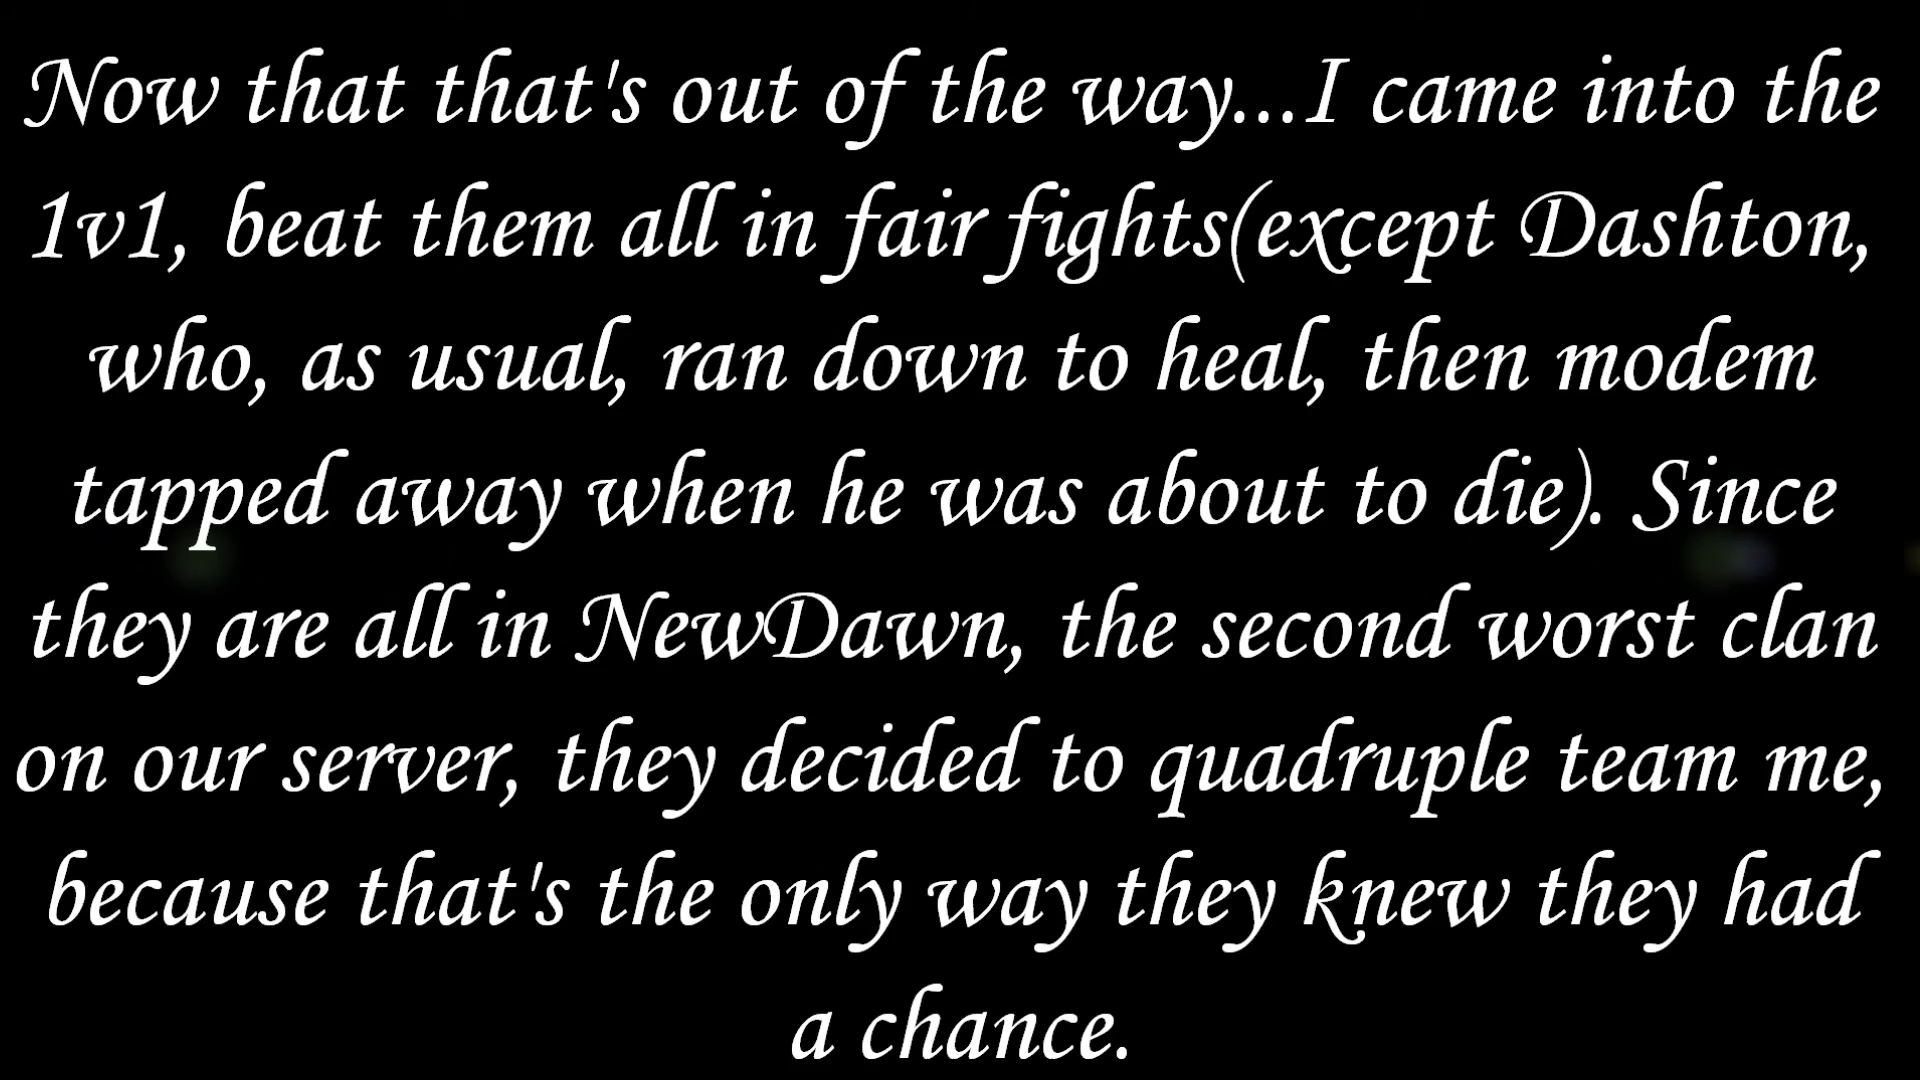 Now that that's out of the way...I came into the
1v1, beat them all in fair fights(except Dashton,
who, as usual, ran down to heal, then modem
tapped away when he was about to die). Since
they are all in NewDawn, the second worst clan
on our server, they decided to quadruple team me,
because that's the only way they knew they had
a chance.